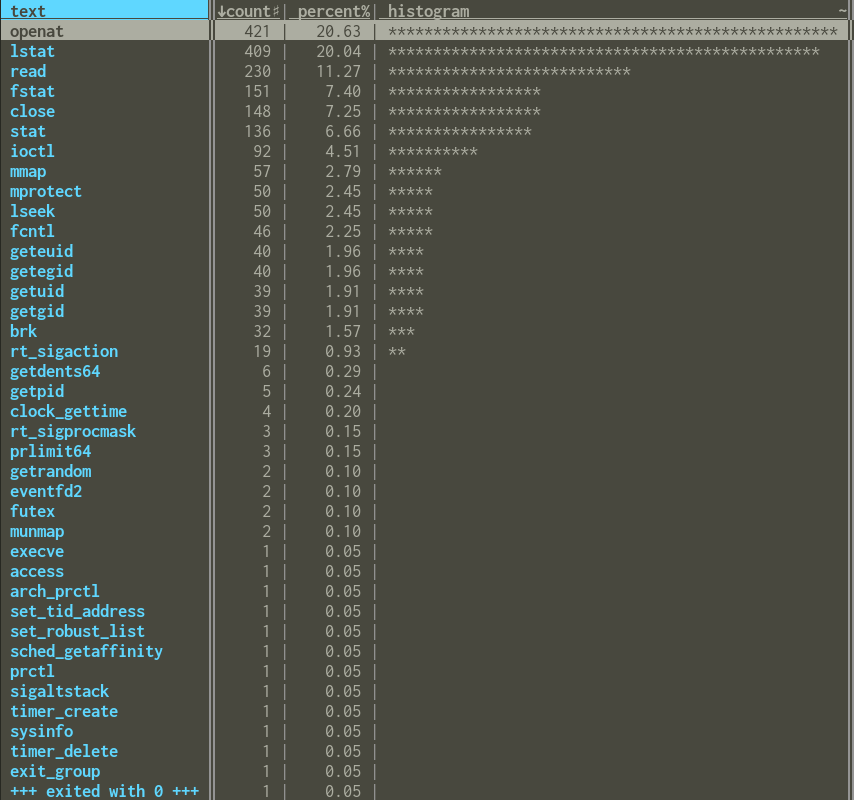 text ↓count♯| percent%| histogram ~
openat 421 | 20.63 | **************************************************
lstat 409 | 20.04 | ************************************************
read 230 | 11.27 | ***************************
fstat 151 | 7.40 | *****************
close 148 | 7.25 | *****************
stat 136 | 6.66 | ****************
ioctl 92 | 4.51 | **********
mmap 57 | 2.79 | ******
mprotect 50 | 2.45 | *****
lseek 50 | 2.45 | *****
fcntl 46 | 2.25 | *****
geteuid 40 | 1.96 | ****
getegid 40 | 1.96 | ****
getuid 39 | 1.91 | ****
getgid 39 | 1.91 | ****
brk 32 | 1.57 | ***
rt_sigaction 19 | 0.93 | **
getdents64 6 | 0.29 |
getpid 5 | 0.24 |
clock_gettime 4 | 0.20 |
rt_sigprocmask 3 | 0.15 |
prlimit64 3 | 0.15 |
getrandom 2 | 0.10 |
eventfd2 2 | 0.10 |
futex 2 | 0.10 |
munmap 2 | 0.10 |
execve 1 | 0.05 |
access 1 | 0.05 |
arch_prctl 1 | 0.05 |
set_tid_address 1 | 0.05 |
set_robust_list 1 | 0.05 |
sched_getaffinity 1 | 0.05 |
prctl 1 | 0.05 |
sigaltstack 1 | 0.05 |
timer_create 1 | 0.05 |
sysinfo 1 | 0.05 |
timer_delete 1 | 0.05 |
exit_group 1 | 0.05 |
+++ exited with 0 +++ 1 | 0.05 |